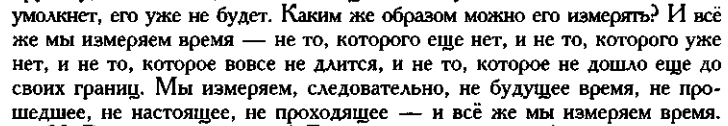 умолкнет, его уже не будет. Каким же образом можно его измерять? И всё
же мы измеряем время — не то, которого еще нет, и не то, которого уже
нет, и не то, которое вовсе не длится, и не то, которое не дошло еще до
своих границ. Мы измеряем, следовательно, не будущее время, не про-
шедшее, не настоящее, не проходящее — и всё же мы измеряем время.